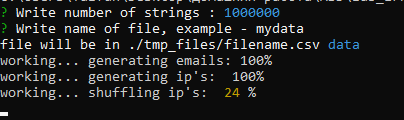 ? Write number of strings : 1000000
? Write name of file, example - mydata
file will be in ./tmp_files/filename.csv data
working... generating emails: 100%
working... generating ip's:  100%
working... shuffling ip's:  24 %